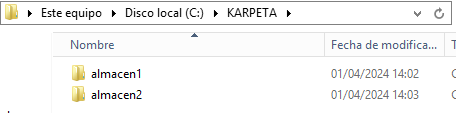 Este equipo ▸ Disco local (C:) ▸ KARPETA ▸
Nombre Fecha de modifica... T
almacen1 01/04/2024 14:02 C
almacen2 01/04/2024 14:03 C